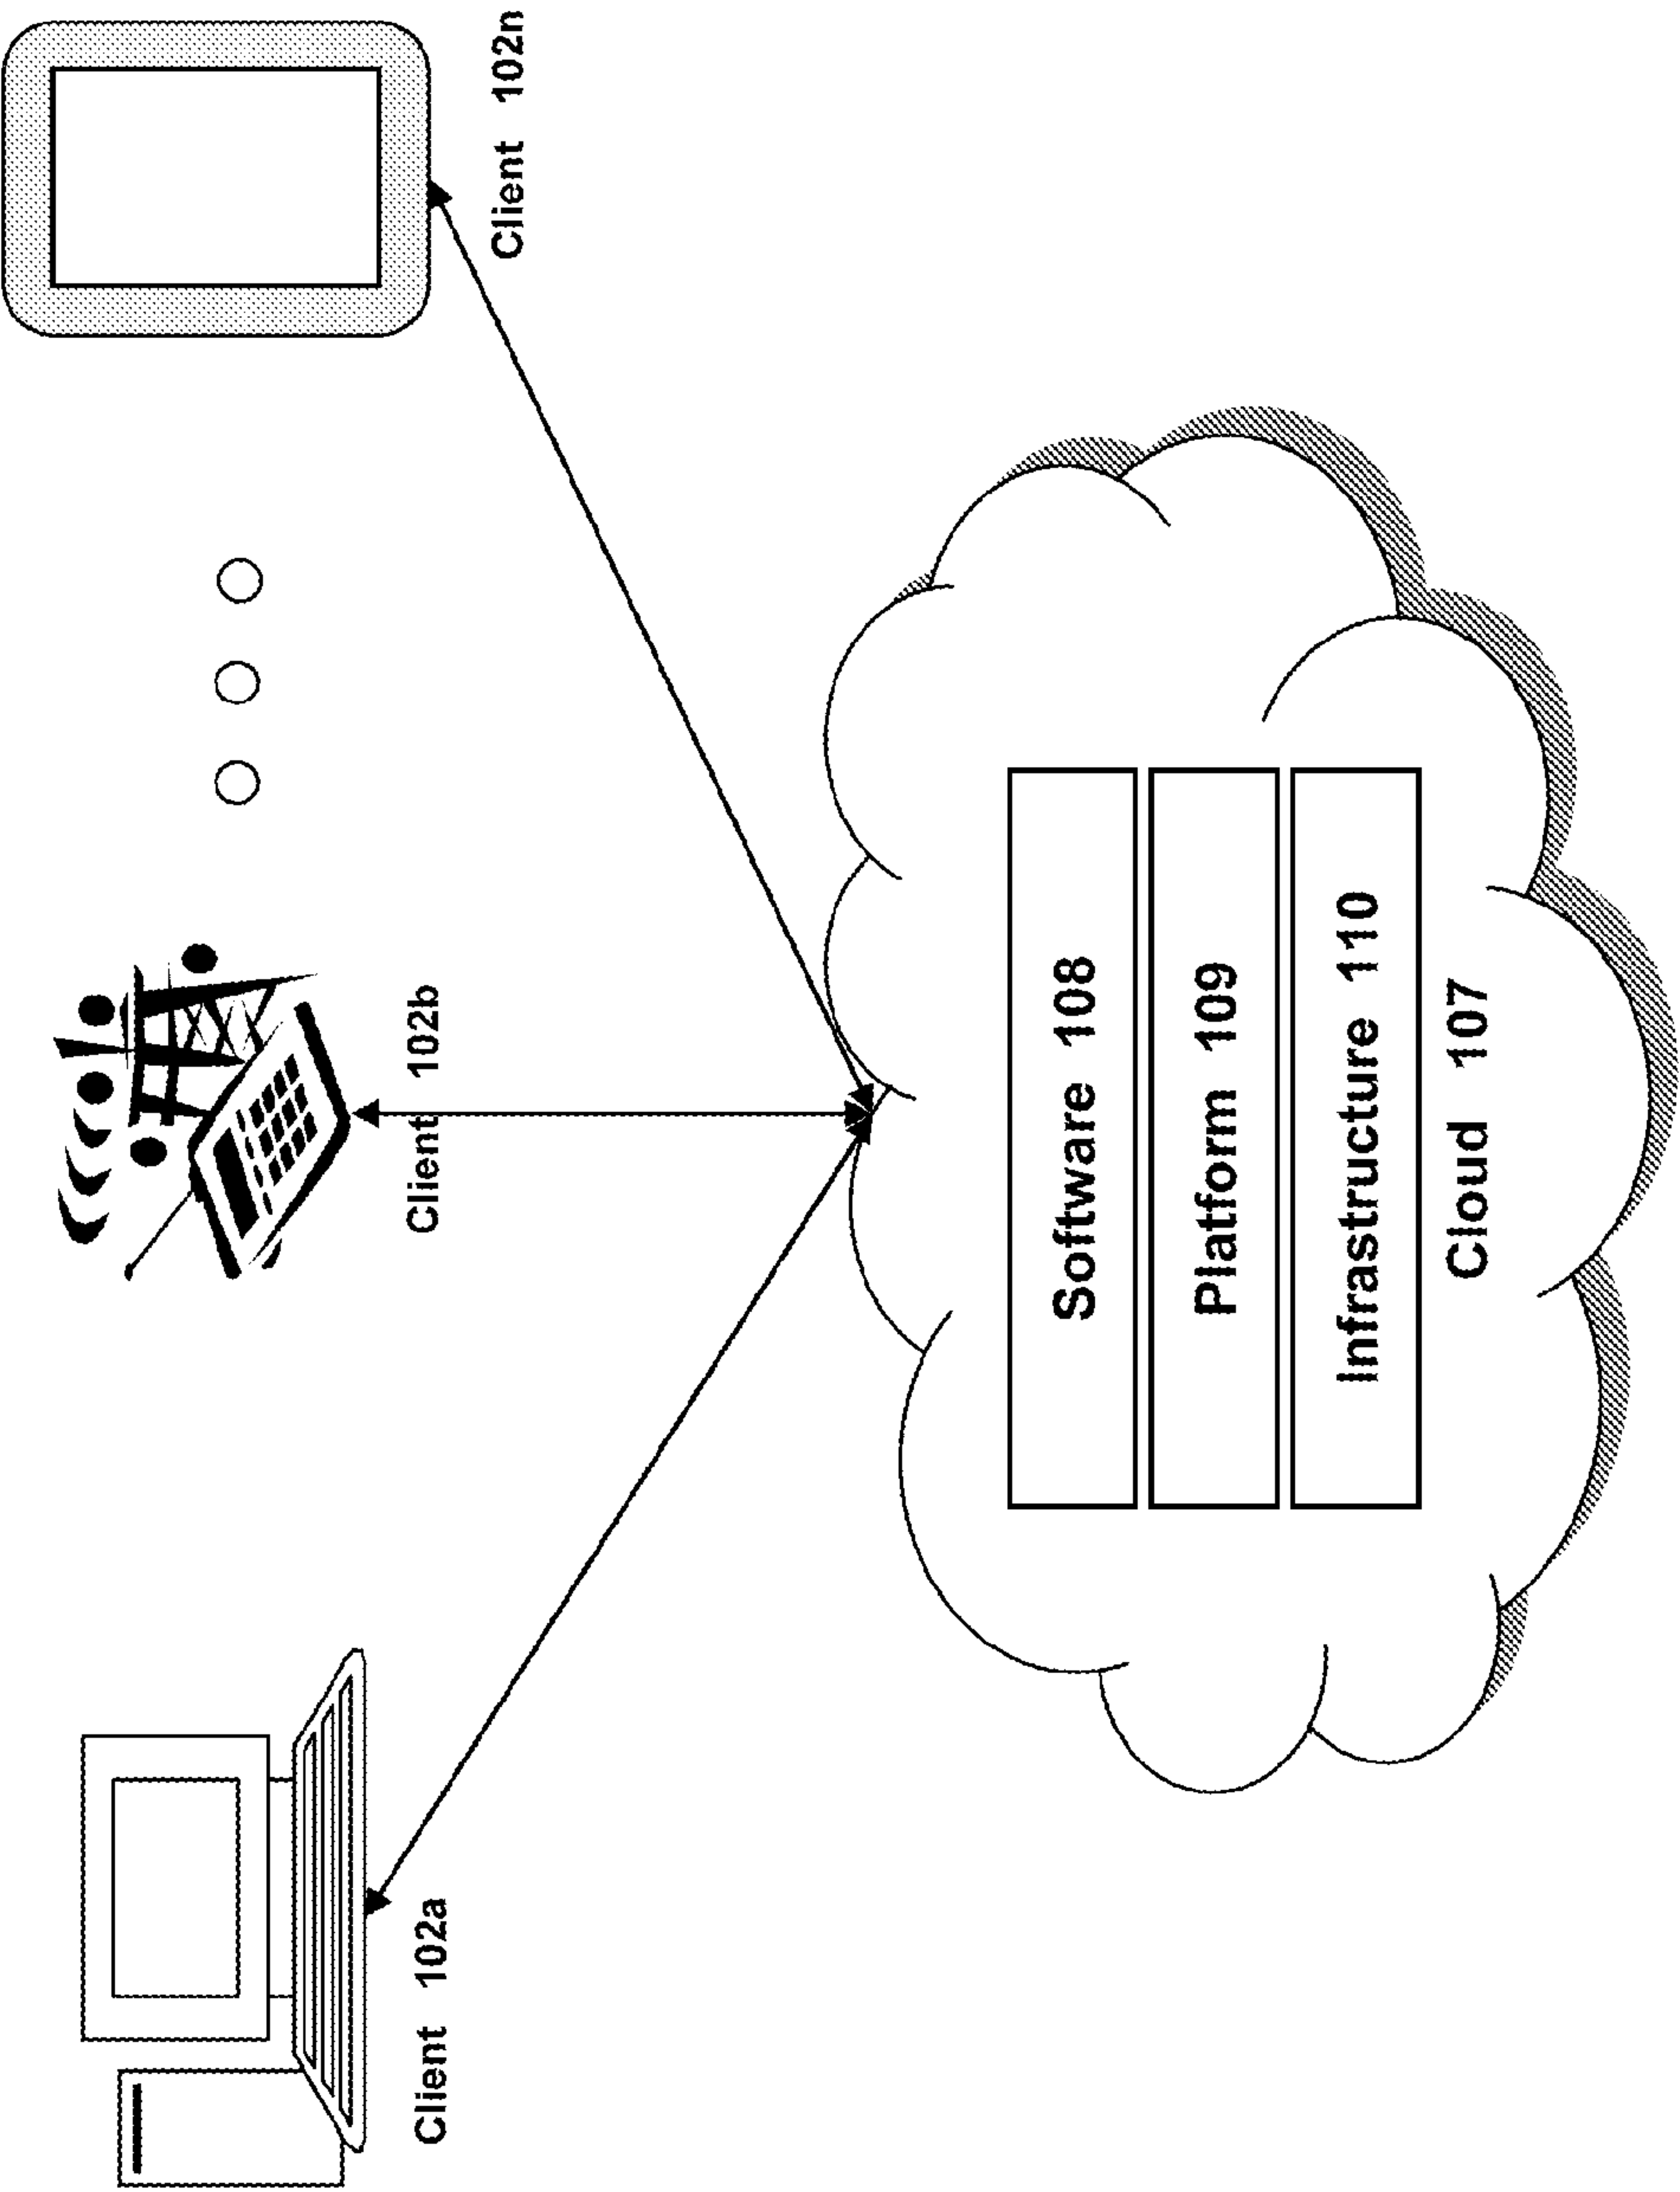 Client 102a
Client 102b
Client 102n
Software 108
Platform 109
Infrastructure 110
Cloud 107